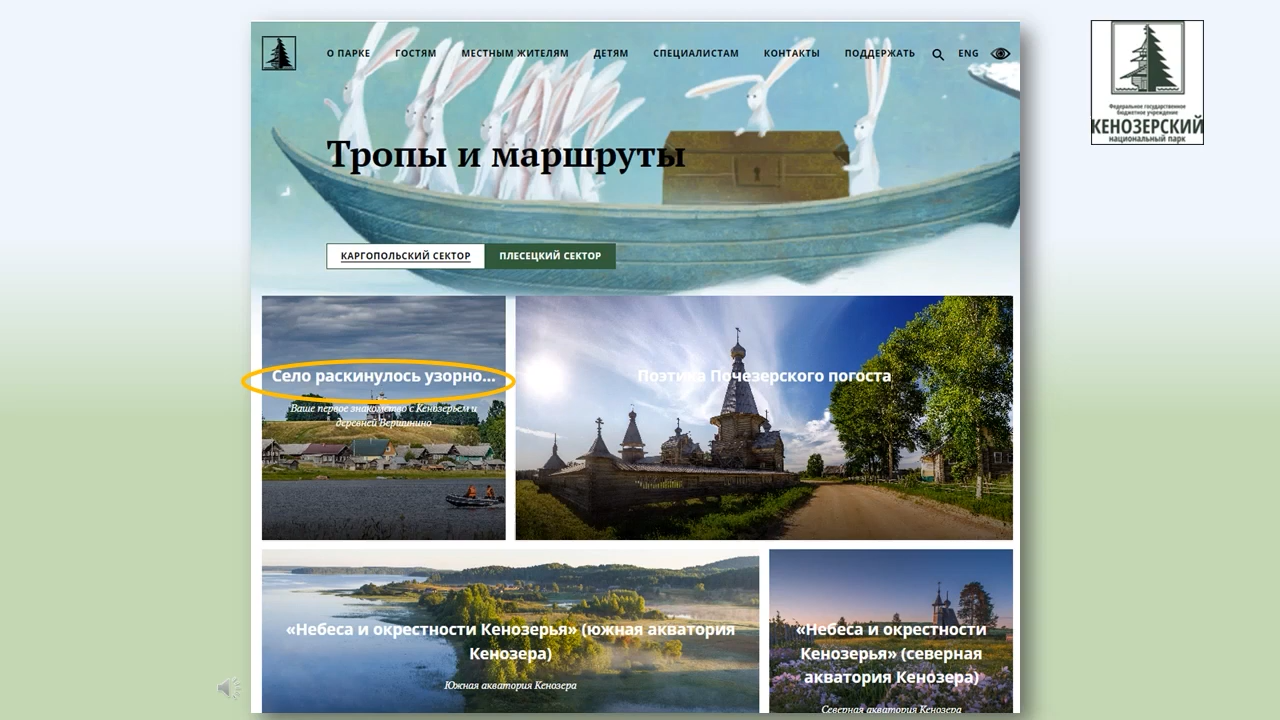 О ПАРКЕ ГОСТЯМ МЕСТНЫМ ЖИТЕЛЯМ ДЕТЯМ СПЕЦИАЛИСТАМ КОНТАКТЫ ПОДДЕРЖАТЬ ENG
Федеральное государственное
бюджетное учреждение
КЕНОЗЕРСКИЙ
национальный парк
Тропы и маршруты
КАРГОПОЛЬСКИЙ СЕКТОР ПЛЕСЕЦКИЙ СЕКТОР
Село раскинулось узорно...
Ваше первое знакомство с Кенозерьем и
деревней Вершинино
Поэтика Почезерского погоста
«Небеса и окрестности Кенозерья» (южная акватория
Кенозера)
Южная акватория Кенозера
«Небеса и окрестности
Кенозерья» (северная
акватория Кенозера)
Северная акватория Кенозера